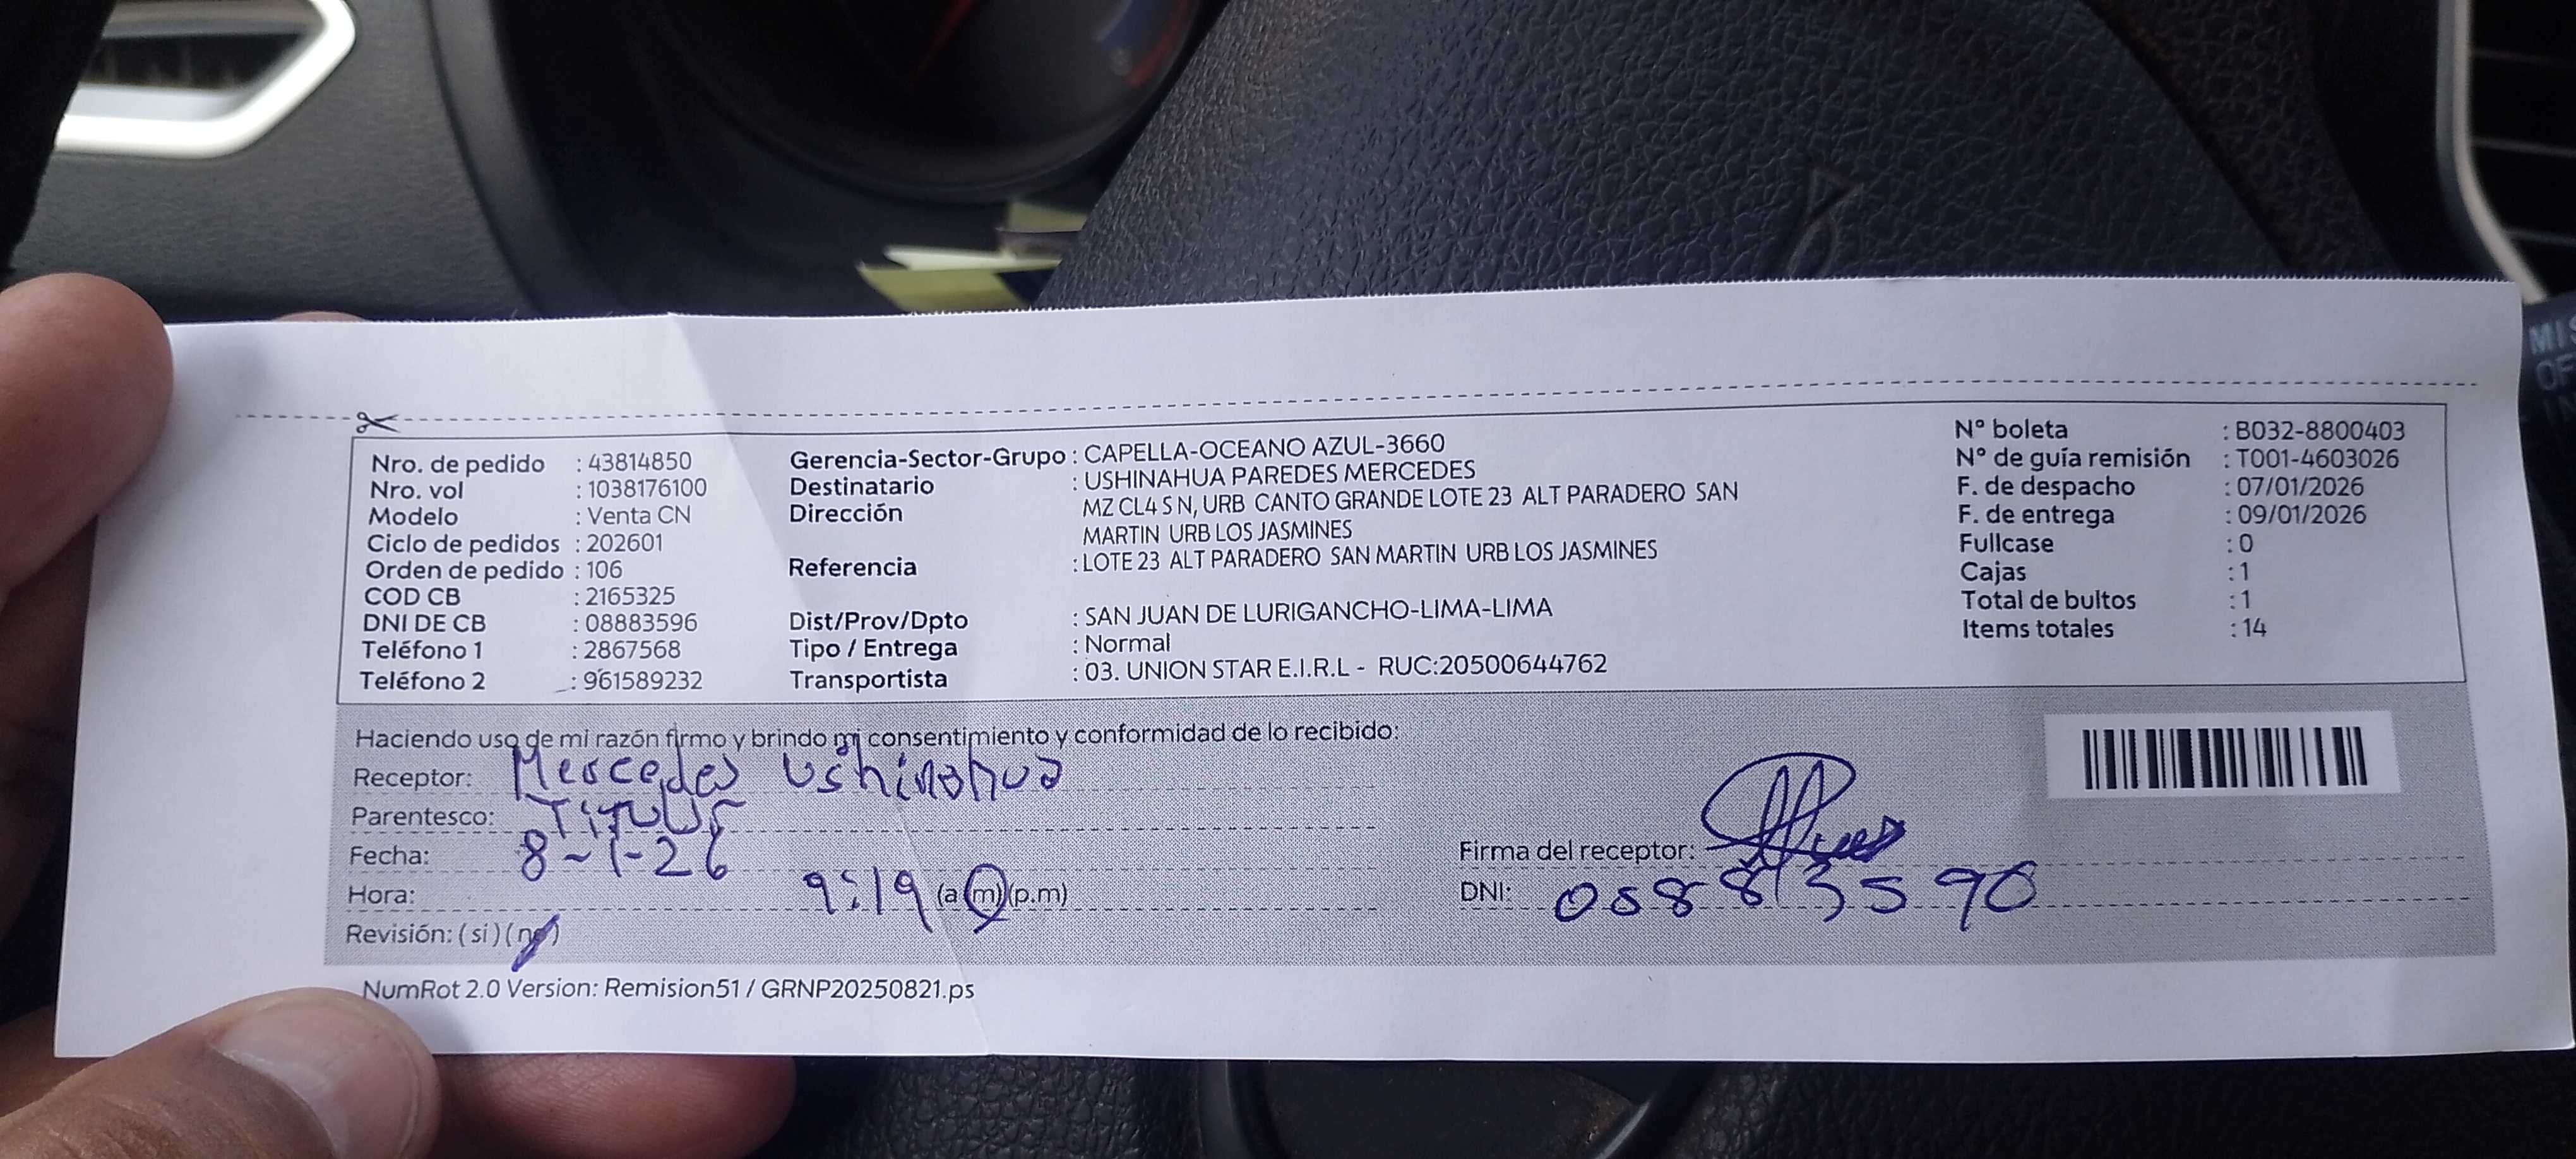 Nro. de pedido : 43814850
Nro. vol : 1038176100
Modelo : Venta CN
Ciclo de pedidos : 202601
Orden de pedido : 106
COD CB : 2165325
DNI DE CB : 08883596
Teléfono 1 : 2867568
Teléfono 2 : 961589232
Gerencia-Sector-Grupo : CAPELLA-OCEANO AZUL-3660
Destinatario : USHINAHUA PAREDES MERCEDES
Dirección MZ CL4 S N, URB CANTO GRANDE LOTE 23 ALT PARADERO SAN
MARTIN URB LOS JASMINES
Referencia : LOTE 23 ALT PARADERO SAN MARTIN URB LOS JASMINES
Dist/Prov/Dpto : SAN JUAN DE LURIGANCHO-LIMA-LIMA
Tipo / Entrega : Normal
Transportista : 03. UNION STAR E.I.R.L - RUC:20500644762
N° boleta : B032-8800403
N° de guía remisión : T001-4603026
F. de despacho : 07/01/2026
F. de entrega : 09/01/2026
Fullcase : 0
Cajas : 1
Total de bultos : 1
Items totales : 14
Haciendo uso de mi razón firmo y brindo mi consentimiento y conformidad de lo recibido:
Receptor: Mercedes Ushinahua
Parentesco: Titular
Fecha: 8-1-26
Hora: 9:19 (a.m) (p.m)
Revisión: (si) (no)
Firma del receptor:
DNI: 08883596
NumRot 2.0 Version: Remision51 / GRNP20250821.ps